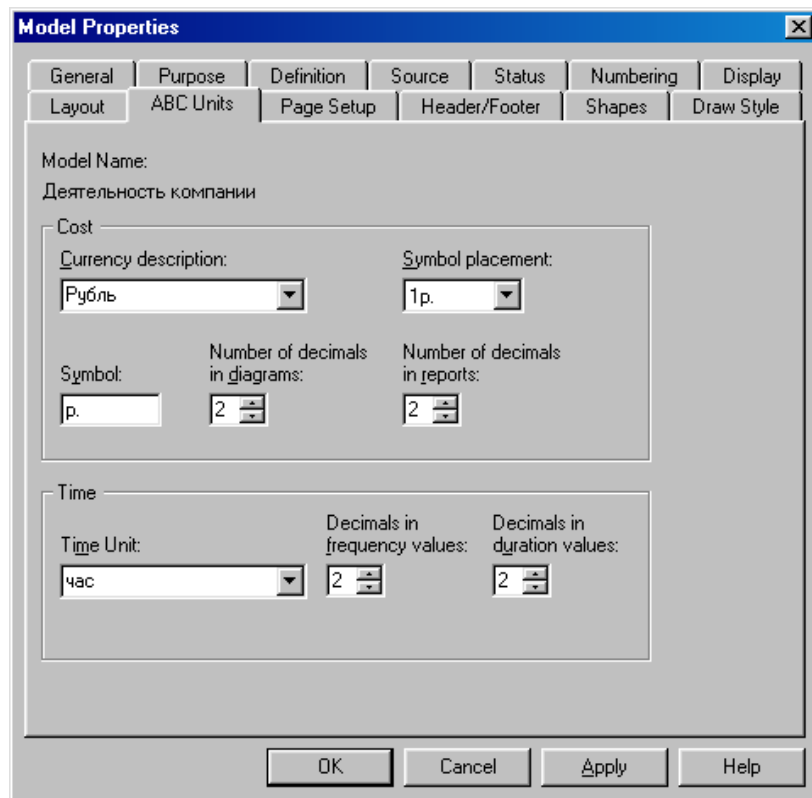 Model Properties
General Purpose Definition Source Status Numbering Display
Layout ABC Units Page Setup Header/Footer Shapes Draw Style
Model Name:
Деятельность компании
Cost
Currency description: Symbol placement:
Рубль 1р.
Number of decimals Number of decimals
Symbol: in diagrams: in reports:
р. 2 2
Time
Decimals in Decimals in
Time Unit: frequency values: duration values:
час 2 2
OK Cancel Apply Help